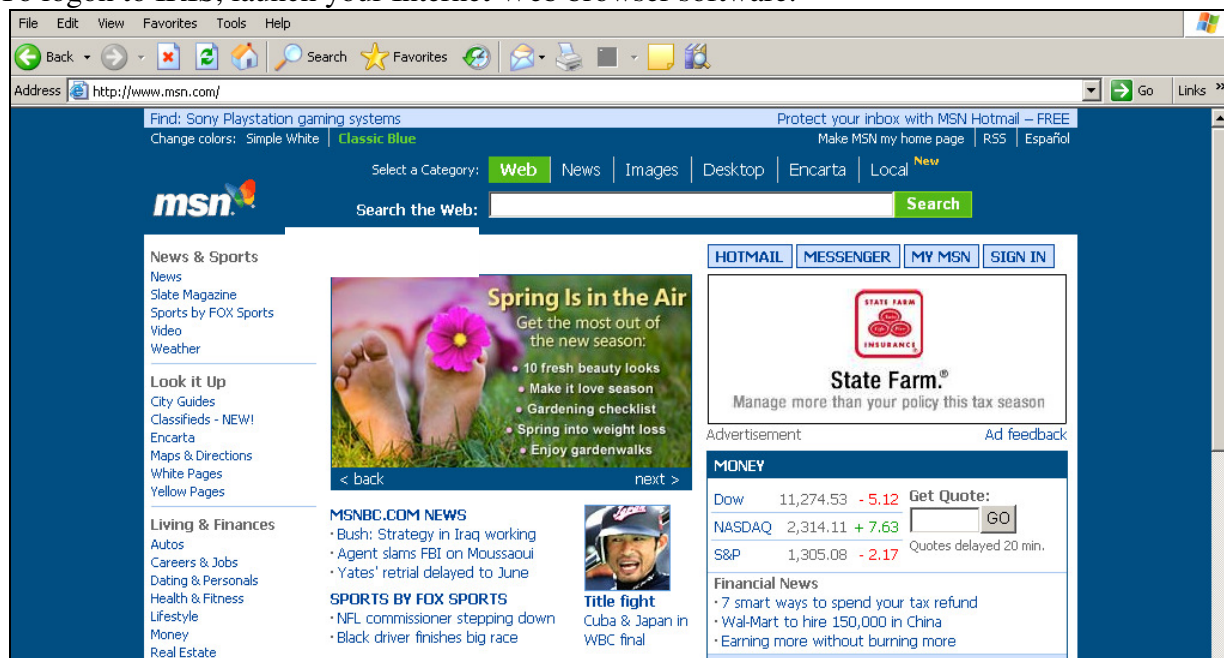 To logon to IRIS, launch your Internet Web browser software.
File Edit View Favorites Tools Help
Back Search Favorites
Address http://www.msn.com/ Go Links »
Find: Sony Playstation gaming systems Protect your inbox with MSN Hotmail – FREE
Change colors: Simple White | Classic Blue Make MSN my home page | RSS | Español
Select a Category: Web News | Images | Desktop | Encarta | Local New
msn Search the Web: Search
HOTMAIL MESSENGER MY MSN SIGN IN
News & Sports
News
Slate Magazine
Sports by FOX Sports
Video
Weather
Look it Up
City Guides
Classifieds - NEW!
Encarta
Maps & Directions
White Pages
Yellow Pages
Living & Finances
Autos
Careers & Jobs
Dating & Personals
Health & Fitness
Lifestyle
Money
Real Estate
Spring Is in the Air
Get the most out of
the new season:
• 10 fresh beauty looks
• Make it love season
• Gardening checklist
• Spring into weight loss
• Enjoy gardenwalks
< back next >
MSNBC.COM NEWS
· Bush: Strategy in Iraq working
· Agent slams FBI on Moussaoui
· Yates' retrial delayed to June
SPORTS BY FOX SPORTS
· NFL commissioner stepping down
· Black driver finishes big race
Title fight
Cuba & Japan in
WBC final
STATE FARM
INSURANCE
State Farm.®
Manage more than your policy this tax season
Advertisement Ad feedback
MONEY
Dow 11,274.53 - 5.12
NASDAQ 2,314.11 + 7.63
S&P 1,305.08 - 2.17
Get Quote:
GO
Quotes delayed 20 min.
Financial News
· 7 smart ways to spend your tax refund
· Wal-Mart to hire 150,000 in China
· Earning more without burning more